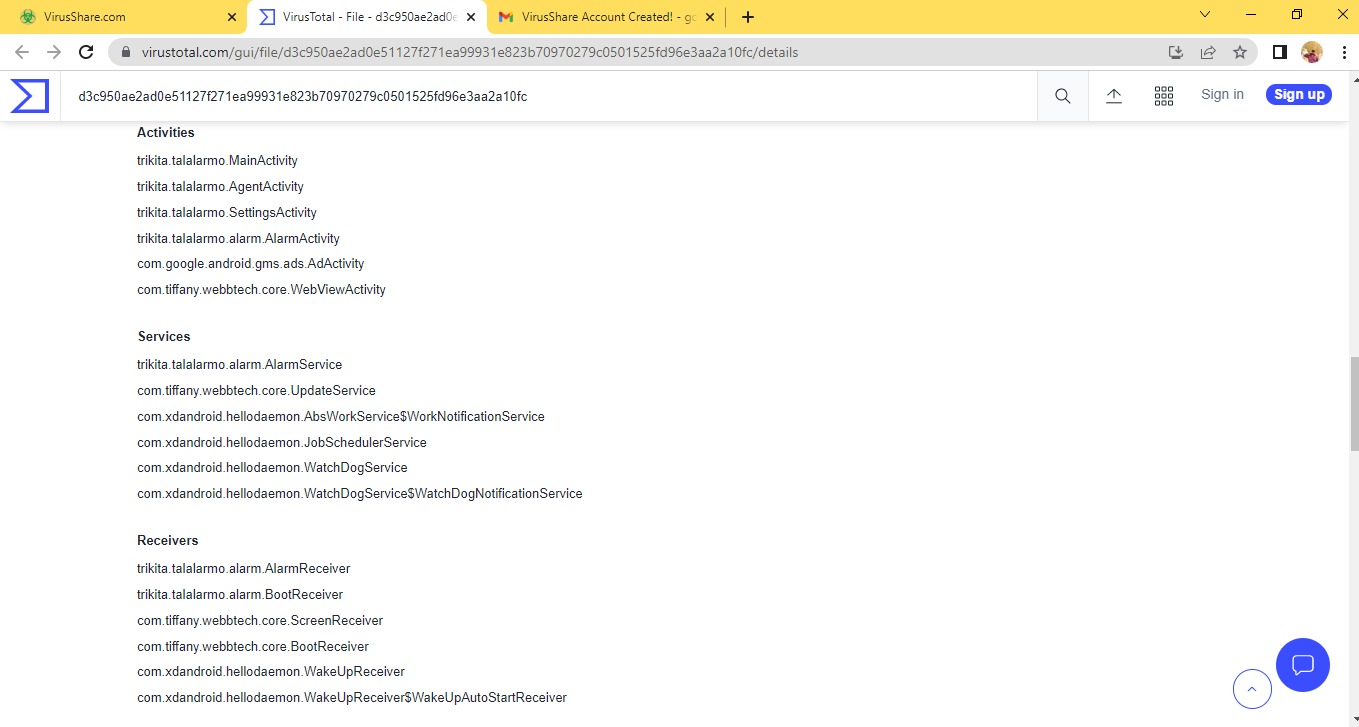 VirusShare.com
VirusTotal - File - d3c950ae2ad0e
VirusShare Account Created! - gc
virustotal.com/gui/file/d3c950ae2ad0e51127f271ea99931e823b70970279c0501525fd96e3aa2a10fc/details
d3c950ae2ad0e51127f271ea99931e823b70970279c0501525fd96e3aa2a10fc
Sign in
Sign up
Activities
trikita.talalarmo.MainActivity
trikita.talalarmo.AgentActivity
trikita.talalarmo.SettingsActivity
trikita.talalarmo.alarm.AlarmActivity
com.google.android.gms.ads.AdActivity
com.tiffany.webbtech.core.WebViewActivity
Services
trikita.talalarmo.alarm.AlarmService
com.tiffany.webbtech.core.UpdateService
com.xdandroid.hellodaemon.AbsWorkService$WorkNotificationService
com.xdandroid.hellodaemon.JobSchedulerService
com.xdandroid.hellodaemon.WatchDogService
com.xdandroid.hellodaemon.WatchDogService$WatchDogNotificationService
Receivers
trikita.talalarmo.alarm.AlarmReceiver
trikita.talalarmo.alarm.BootReceiver
com.tiffany.webbtech.core.ScreenReceiver
com.tiffany.webbtech.core.BootReceiver
com.xdandroid.hellodaemon.WakeUpReceiver
com.xdandroid.hellodaemon.WakeUpReceiver$WakeUpAutoStartReceiver